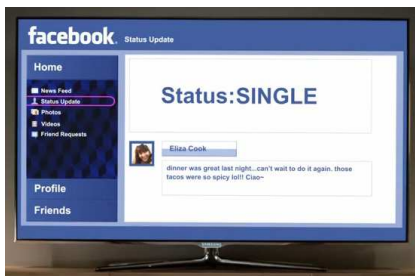 facebook. Status Update
Home
News Feed
Status Update
Photos
Videos
Friend Requests
Profile
Friends
Status:SINGLE
Eliza Cook
dinner was great last night...can't wait to do it again. those
tacos were so spicy lol!! Ciao~
SAMSUNG